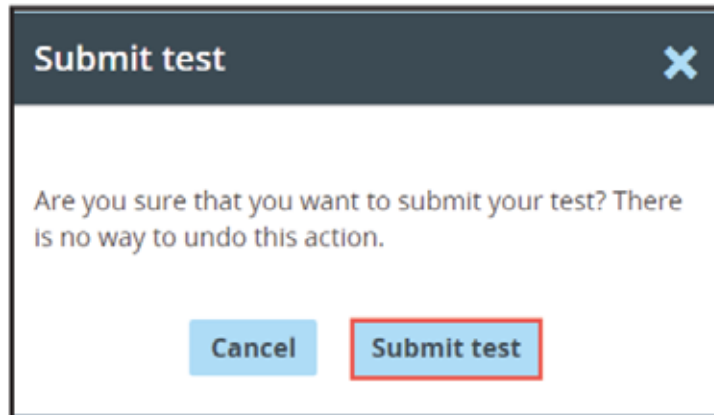 Submit test
Are you sure that you want to submit your test? There
is no way to undo this action.
Cancel Submit test